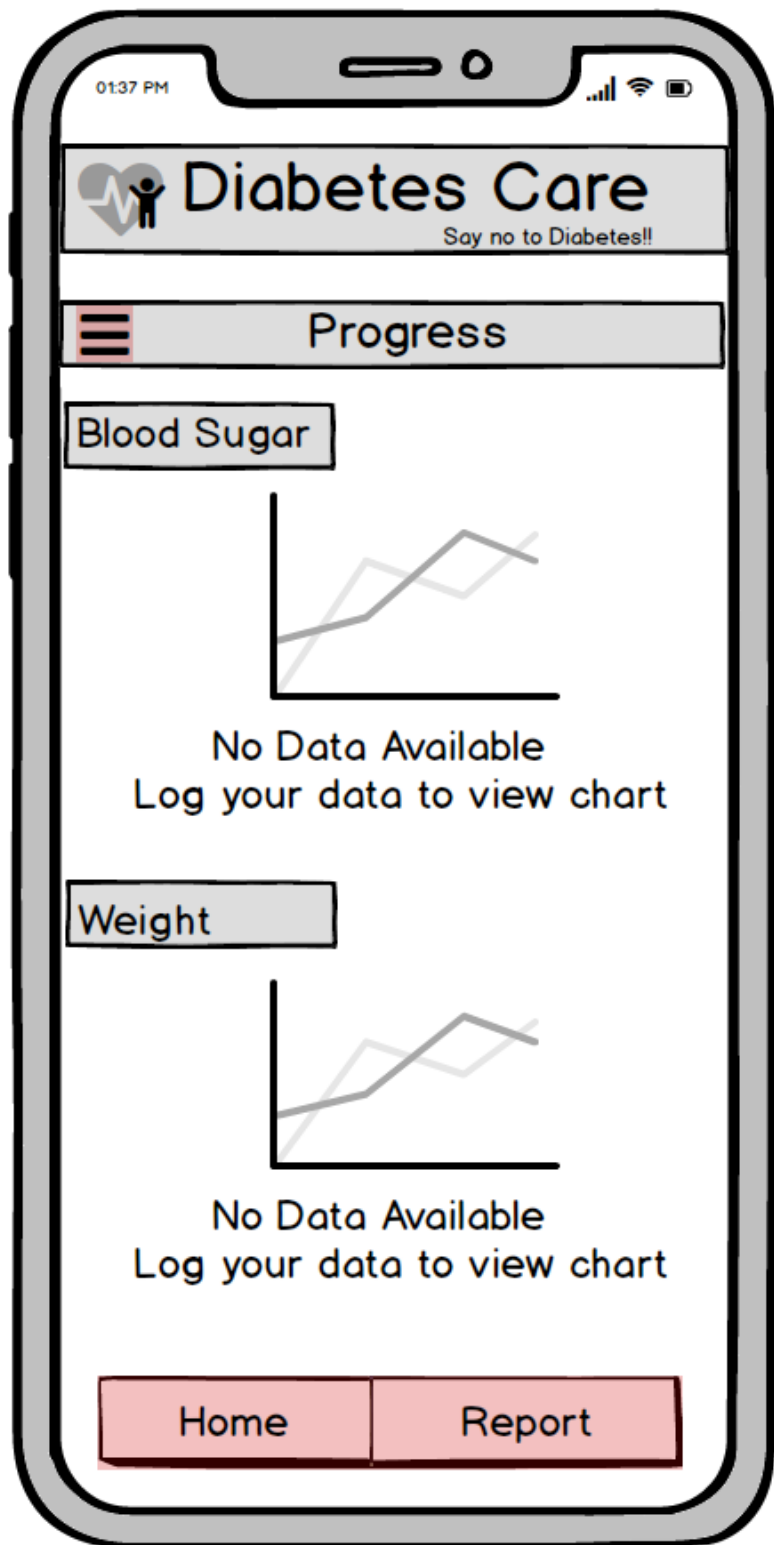 01:37 PM
Diabetes Care
Say no to Diabetes!!
Progress
Blood Sugar
No Data Available
Log your data to view chart
Weight
No Data Available
Log your data to view chart
Home Report